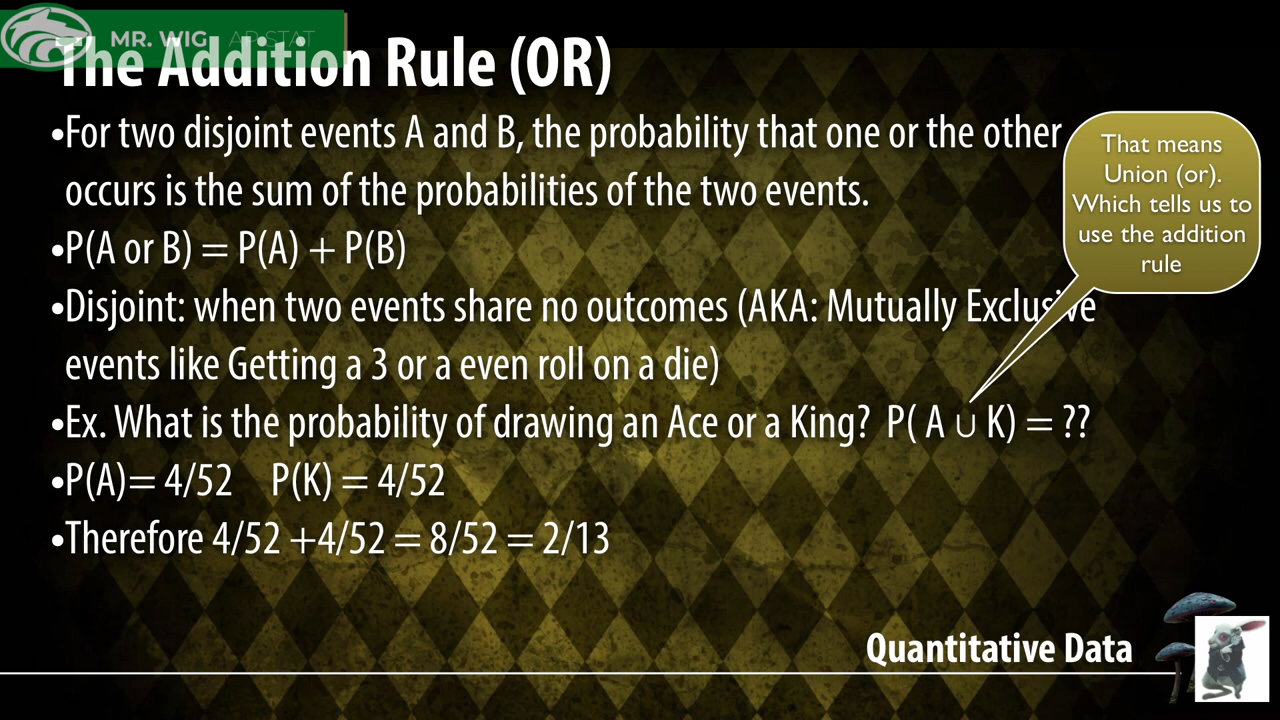 MR. WIG AP STAT
The Addition Rule (OR)
•For two disjoint events A and B, the probability that one or the other
occurs is the sum of the probabilities of the two events.
•P(A or B) = P(A) + P(B)
•Disjoint: when two events share no outcomes (AKA: Mutually Exclusive
events like Getting a 3 or a even roll on a die)
•Ex. What is the probability of drawing an Ace or a King? P( A ∪ K) = ??
•P(A)= 4/52 P(K) = 4/52
•Therefore 4/52 +4/52 = 8/52 = 2/13
That means
Union (or).
Which tells us to
use the addition
rule
Quantitative Data